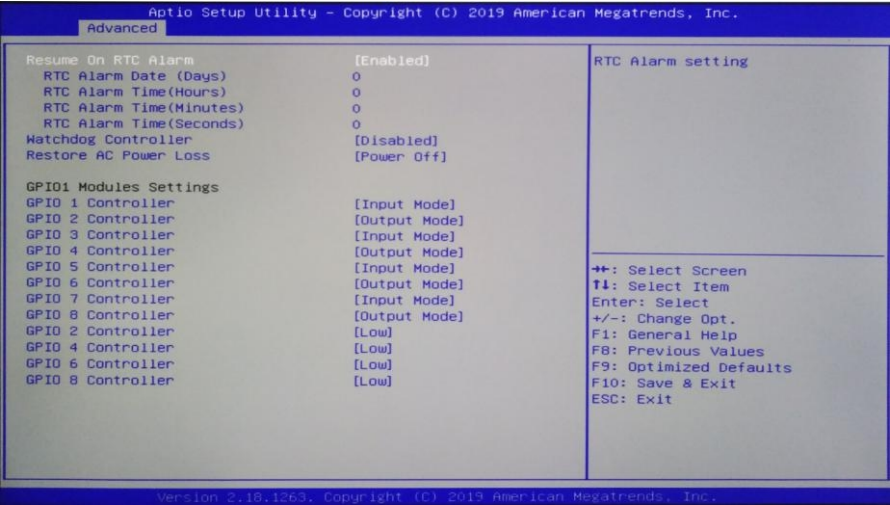 Aptio Setup Utility – Copyright (C) 2019 American Megatrends, Inc.
Advanced
Resume On RTC Alarm [Enabled]
RTC Alarm Date (Days) 0
RTC Alarm Time(Hours) 0
RTC Alarm Time(Minutes) 0
RTC Alarm Time(Seconds) 0
Watchdog Controller [Disabled]
Restore AC Power Loss [Power Off]
GPIO1 Modules Settings
GPIO 1 Controller [Input Mode]
GPIO 2 Controller [Output Mode]
GPIO 3 Controller [Input Mode]
GPIO 4 Controller [Output Mode]
GPIO 5 Controller [Input Mode]
GPIO 6 Controller [Output Mode]
GPIO 7 Controller [Input Mode]
GPIO 8 Controller [Output Mode]
GPIO 2 Controller [Low]
GPIO 4 Controller [Low]
GPIO 6 Controller [Low]
GPIO 8 Controller [Low]
RTC Alarm setting
→←: Select Screen
↑↓: Select Item
Enter: Select
+/-: Change Opt.
F1: General Help
F8: Previous Values
F9: Optimized Defaults
F10: Save & Exit
ESC: Exit
Version 2.18.1263. Copyright (C) 2019 American Megatrends, Inc.